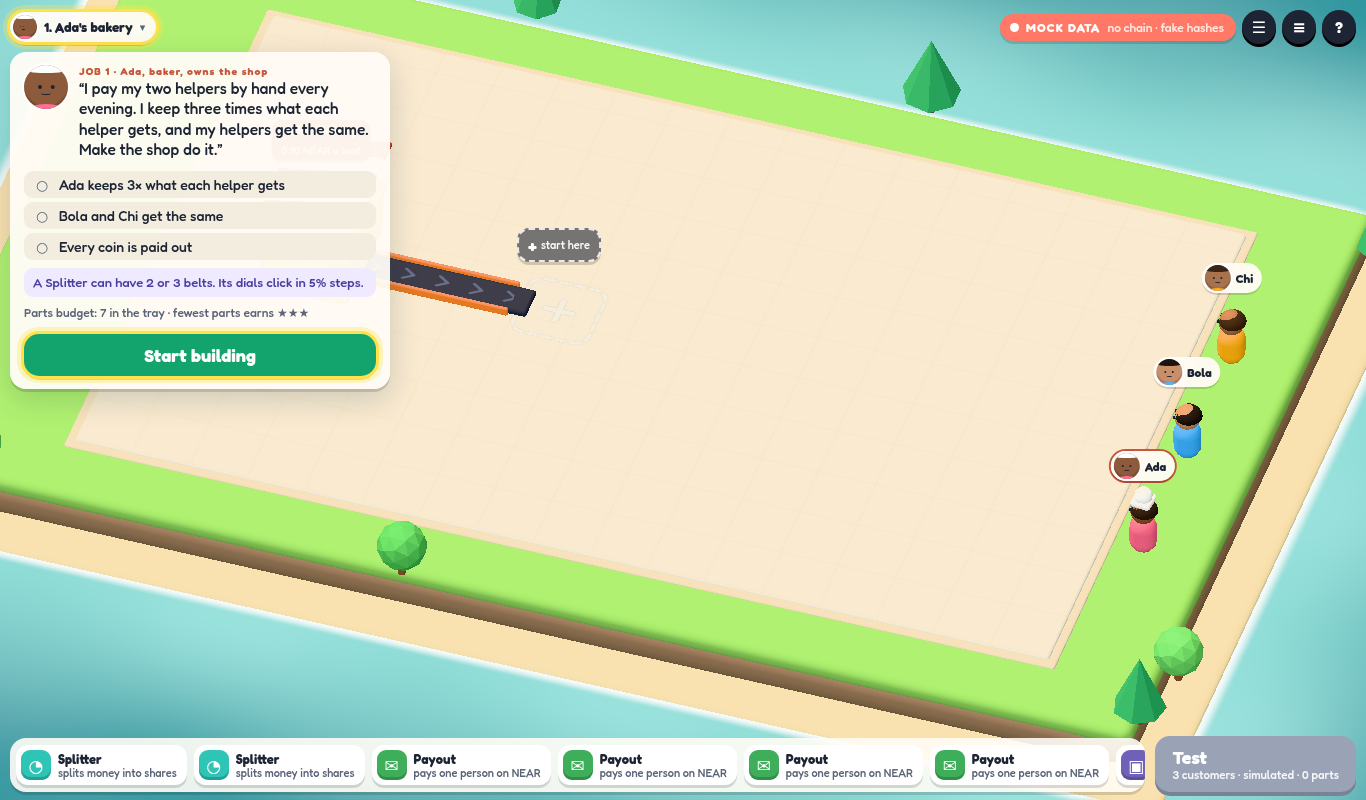 1. Ada's bakery ▾
MOCK DATA no chain · fake hashes
?
JOB 1 · Ada, baker, owns the shop
“I pay my two helpers by hand every
evening. I keep three times what each
helper gets, and my helpers get the same.
Make the shop do it.”
Ada keeps 3× what each helper gets
Bola and Chi get the same
Every coin is paid out
A Splitter can have 2 or 3 belts. Its dials click in 5% steps.
Parts budget: 7 in the tray · fewest parts earns ★★★
Start building
+ start here
Chi
Bola
Ada
Splitter
splits money into shares
Splitter
splits money into shares
Payout
pays one person on NEAR
Payout
pays one person on NEAR
Payout
pays one person on NEAR
Payout
pays one person on NEAR
Test
3 customers · simulated · 0 parts